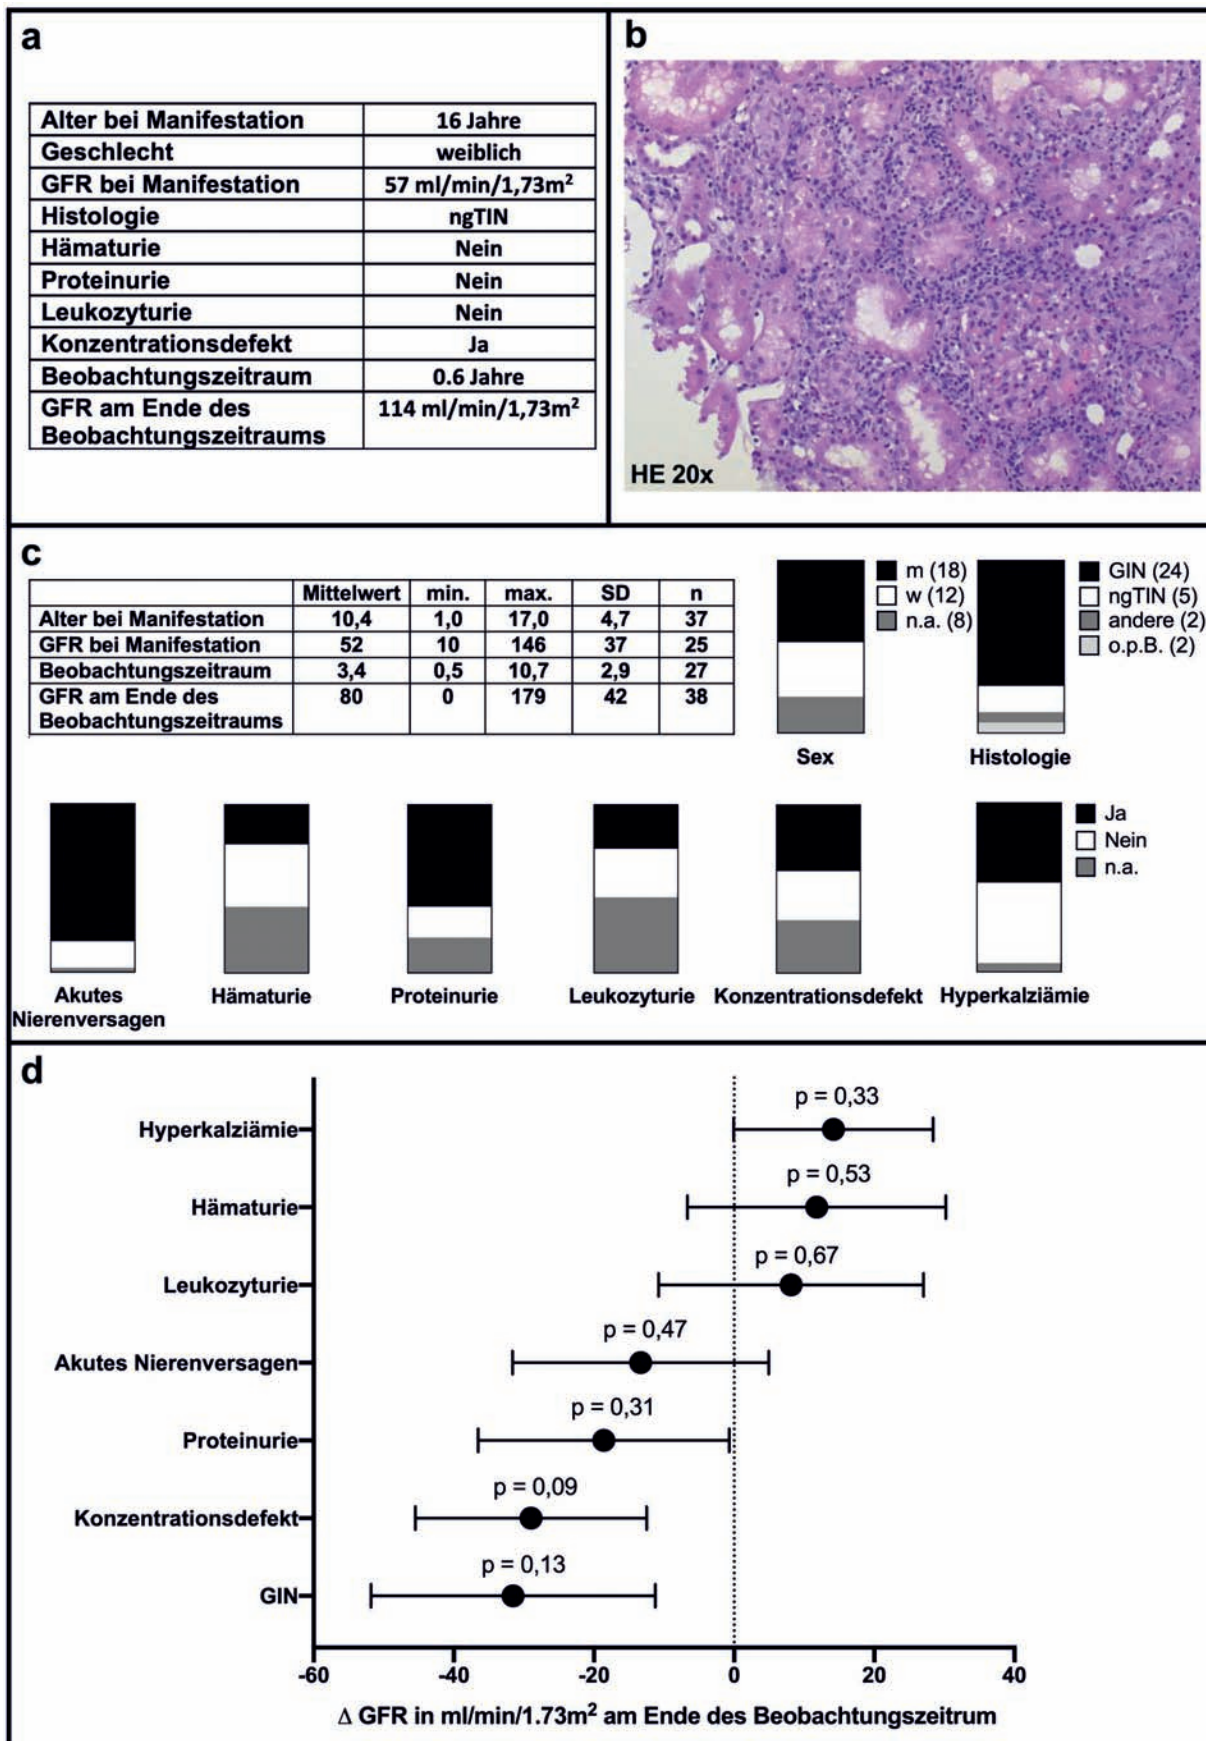 a
Alter bei Manifestation 16 Jahre
Geschlecht weiblich
GFR bei Manifestation 57 ml/min/1,73m²
Histologie ngTIN
Hämaturie Nein
Proteinurie Nein
Leukozyturie Nein
Konzentrationsdefekt Ja
Beobachtungszeitraum 0.6 Jahre
GFR am Ende des 114 ml/min/1,73m²
Beobachtungszeitraums
b
HE 20x
c
Mittelwert min. max. SD n
Alter bei Manifestation 10,4 1,0 17,0 4,7 37
GFR bei Manifestation 52 10 146 37 25
Beobachtungszeitraum 3,4 0,5 10,7 2,9 27
GFR am Ende des 80 0 179 42 38
Beobachtungszeitraums
m (18)
w (12)
n.a. (8)
Sex
GIN (24)
ngTIN (5)
andere (2)
o.p.B. (2)
Histologie
Akutes
Nierenversagen
Hämaturie
Proteinurie
Leukozyturie
Konzentrationsdefekt
Hyperkalziämie
Ja
Nein
n.a.
d
Hyperkalziämie p = 0,33
Hämaturie p = 0,53
Leukozyturie p = 0,67
Akutes Nierenversagen p = 0,47
Proteinurie p = 0,31
Konzentrationsdefekt p = 0,09
GIN p = 0,13
-60 -40 -20 0 20 40
Δ GFR in ml/min/1.73m² am Ende des Beobachtungszeitrum